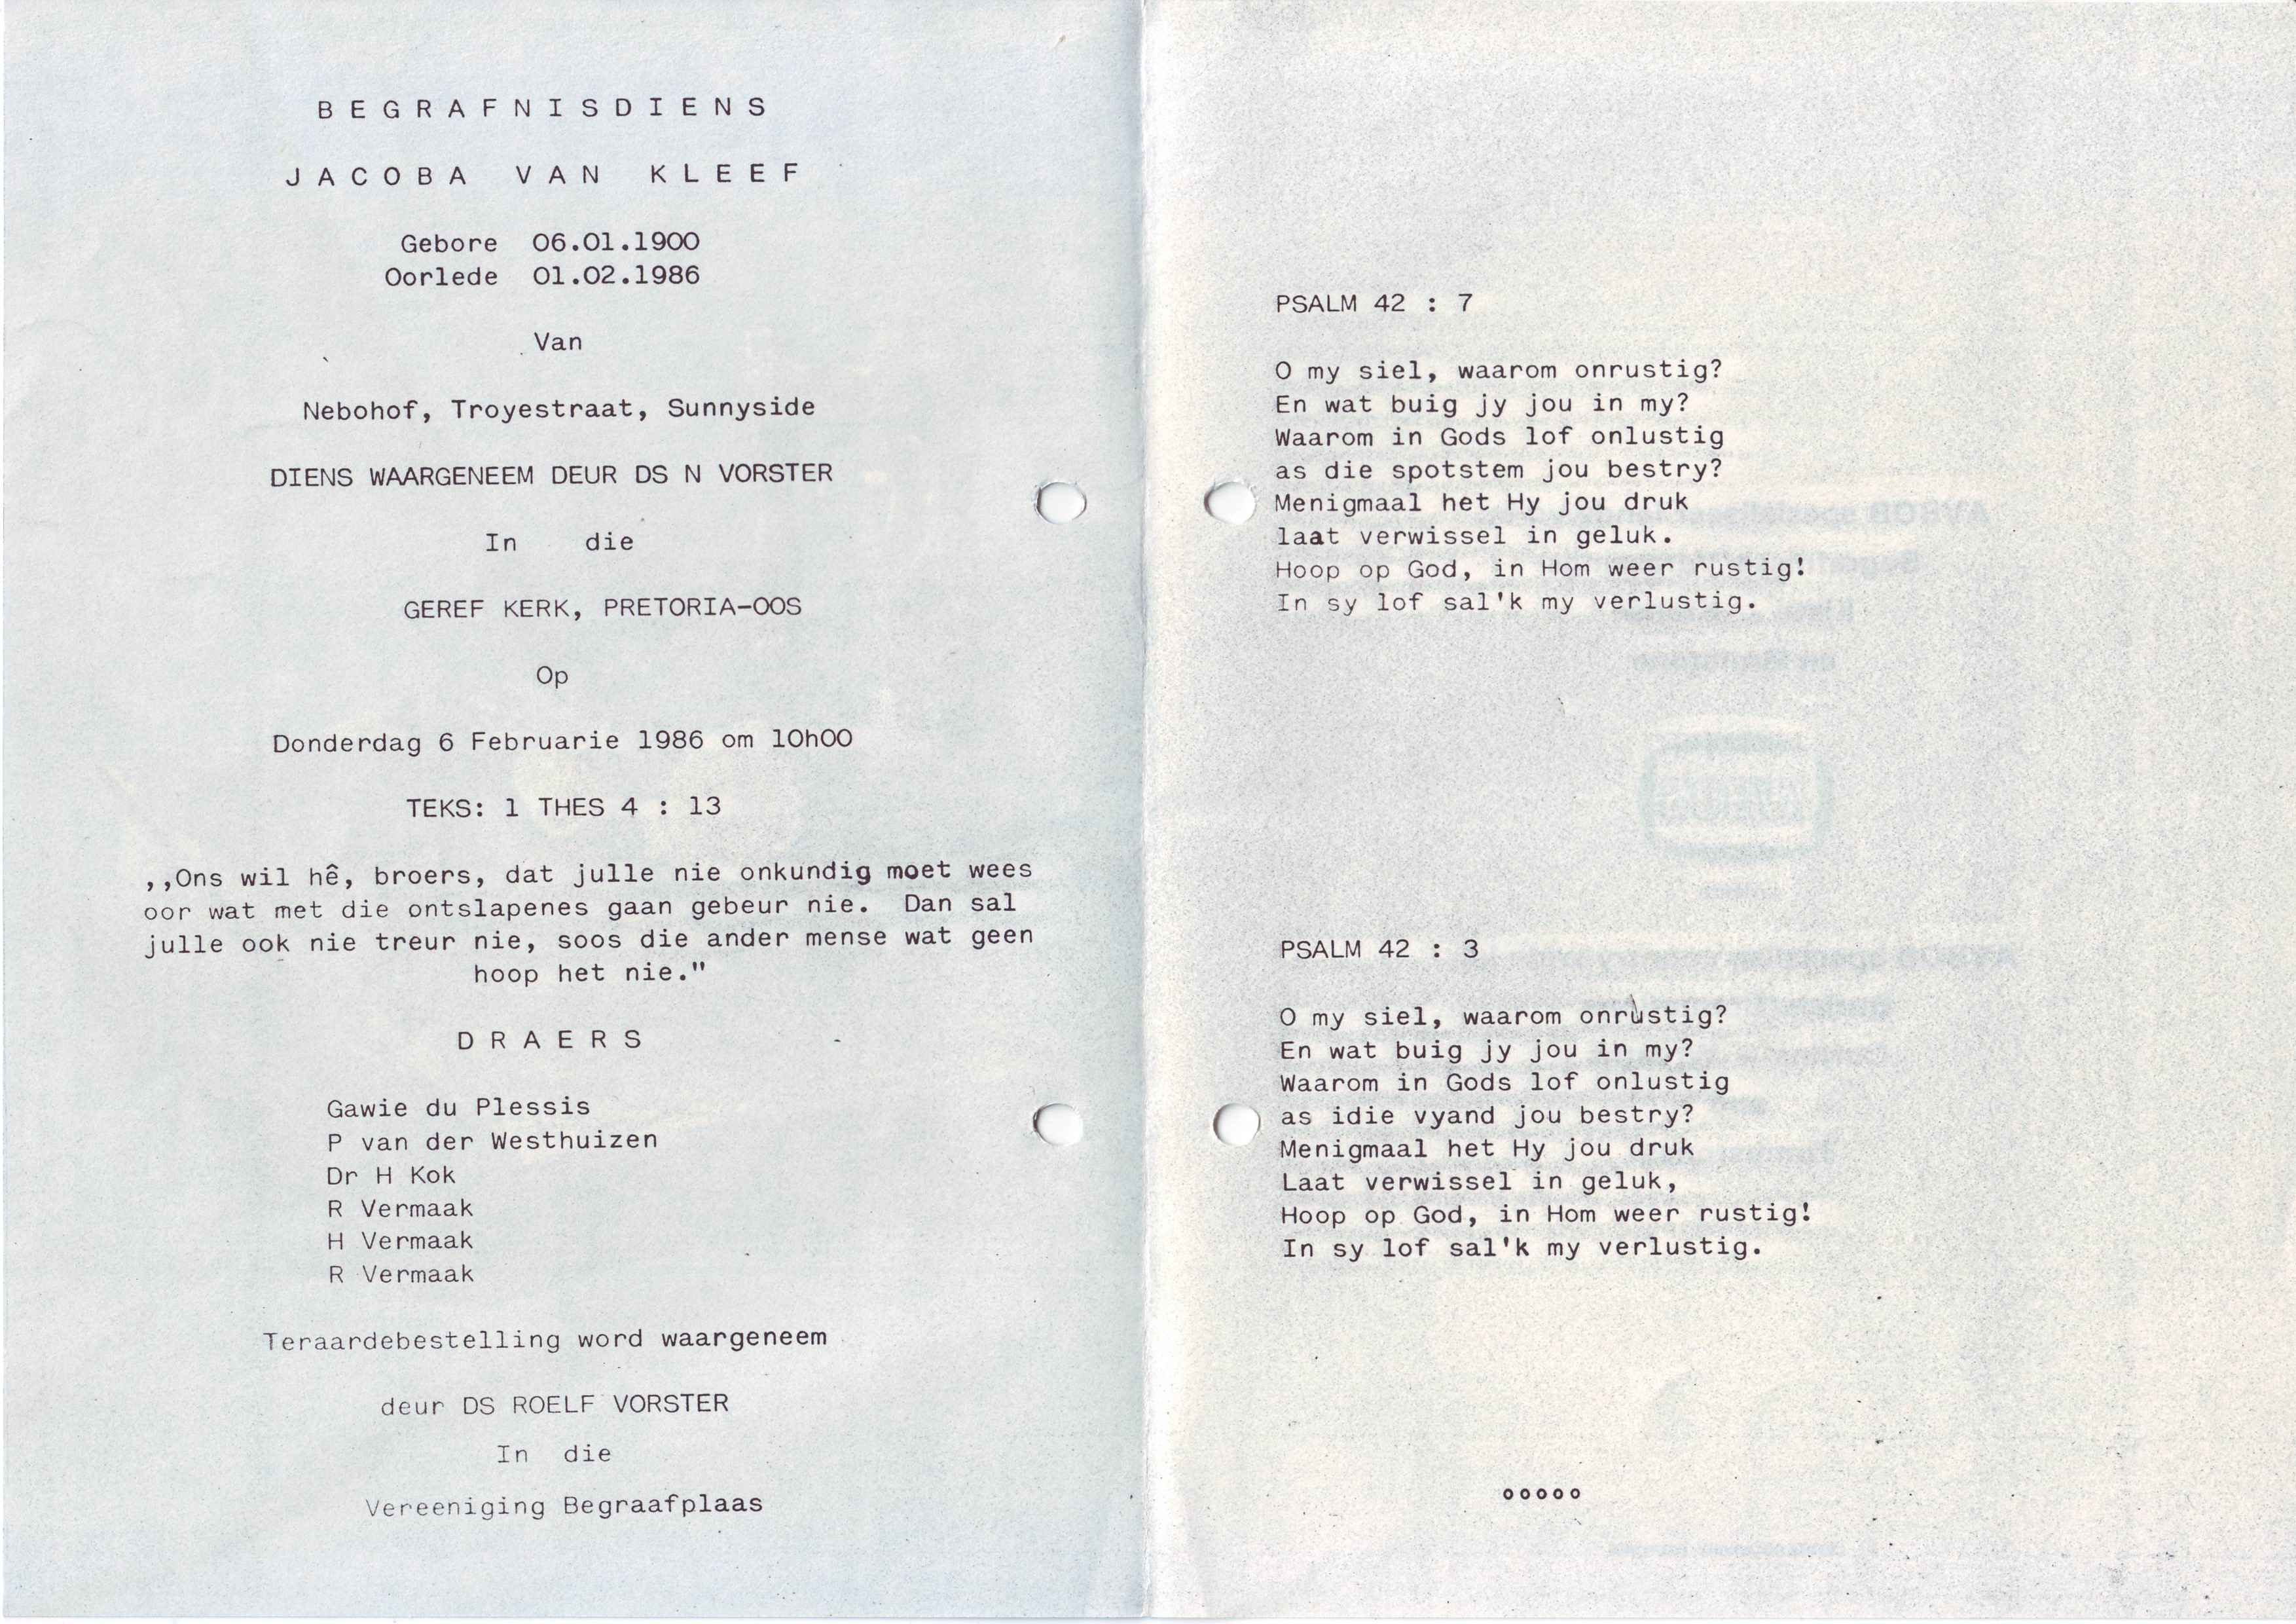 BEGRAFNISDIENS
JACOBA VAN KLEEF
Gebore 06.01.1900
Oorlede 01.02.1986
Van
Nebohof, Troyestraat, Sunnyside
DIENS WAARGENEEM DEUR DS N VORSTER
In die
GEREF KERK, PRETORIA-OOS
Op
Donderdag 6 Februarie 1986 om 10h00
TEKS: 1 THES 4 : 13
,,Ons wil hê, broers, dat julle nie onkundig moet wees
oor wat met die ontslapenes gaan gebeur nie. Dan sal
julle ook nie treur nie, soos die ander mense wat geen
hoop het nie."
DRAERS
Gawie du Plessis
P van der Westhuizen
Dr H Kok
R Vermaak
H Vermaak
R Vermaak
Teraardebestelling word waargeneem
deur DS ROELF VORSTER
In die
Vereeniging Begraafplaas
PSALM 42 : 7
O my siel, waarom onrustig?
En wat buig jy jou in my?
Waarom in Gods lof onlustig
as die spotstem jou bestry?
Menigmaal het Hy jou druk
laat verwissel in geluk.
Hoop op God, in Hom weer rustig!
In sy lof sal'k my verlustig.
PSALM 42 : 3
O my siel, waarom onrustig?
En wat buig jy jou in my?
Waarom in Gods lof onlustig
as idie vyand jou bestry?
Menigmaal het Hy jou druk
Laat verwissel in geluk,
Hoop op God, in Hom weer rustig!
In sy lof sal'k my verlustig.
ooooo